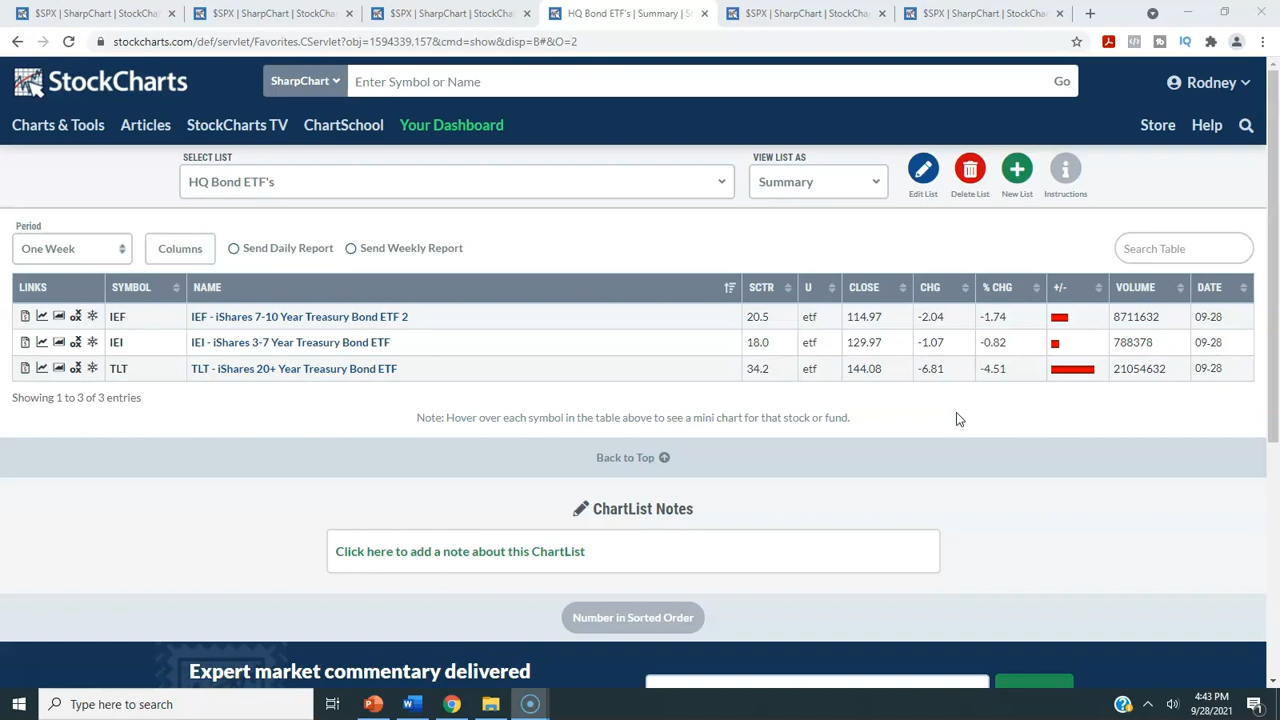 $SPX | SharpChart | StockCha
$SPX | SharpChart | StockCha
$SPX | SharpChart | StockCha
HQ Bond ETF's | Summary | S
$SPX | SharpChart | StockCha
$SPX | SharpChart | StockCha
stockcharts.com/def/servlet/Favorites.CServlet?obj=1594339,157&cmd=show&disp=B#&O=2
StockCharts
SharpChart
Enter Symbol or Name
Go
Rodney
Charts & Tools
Articles
StockCharts TV
ChartSchool
Your Dashboard
Store
Help
SELECT LIST
VIEW LIST AS
HQ Bond ETF's
Summary
Edit List
Delete List
New List
Instructions
Period
One Week
Columns
Send Daily Report
Send Weekly Report
Search Table
LINKS SYMBOL NAME SCTR U CLOSE CHG % CHG +/- VOLUME DATE
IEF IEF - iShares 7-10 Year Treasury Bond ETF 2 20.5 etf 114.97 -2.04 -1.74 8711632 09-28
IEI IEI - iShares 3-7 Year Treasury Bond ETF 18.0 etf 129.97 -1.07 -0.82 788378 09-28
TLT TLT - iShares 20+ Year Treasury Bond ETF 34.2 etf 144.08 -6.81 -4.51 21054632 09-28
Showing 1 to 3 of 3 entries
Note: Hover over each symbol in the table above to see a mini chart for that stock or fund.
Back to Top
ChartList Notes
Click here to add a note about this ChartList
Number in Sorted Order
Expert market commentary delivered
Type here to search
4:43 PM
9/28/2021